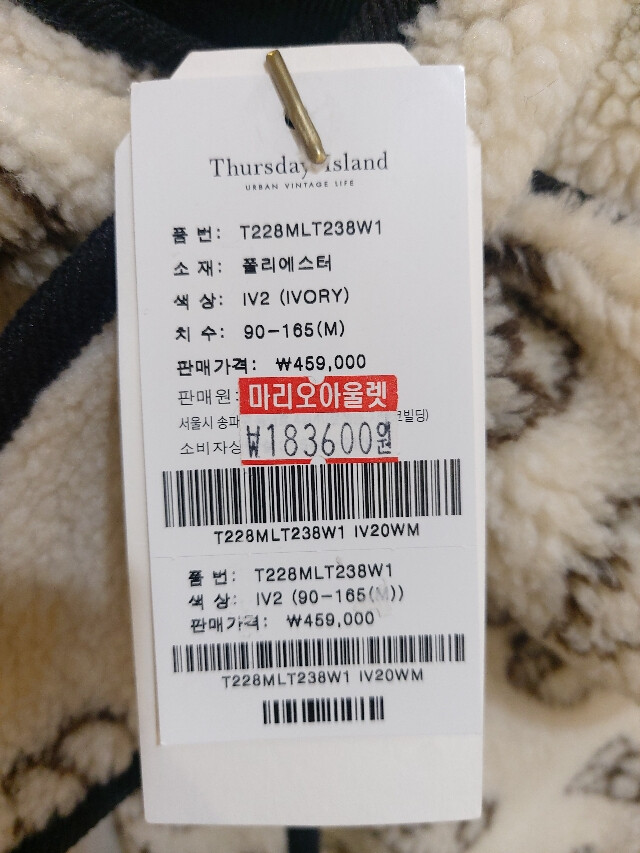 Thursday Island
URBAN VINTAGE LIFE
품 번: T228MLT238W1
소 재: 폴리에스터
색 상: IV2 (IVORY)
치 수: 90-165(M)
판매가격: ₩459,000
판매원: 마리오아울렛
서울시 송파 크빌딩)
소비자상 ₩183600원
T228MLT238W1 IV20WM
품 번: T228MLT238W1
색 상: IV2 (90-165(M))
판매가격: ₩459,000
T228MLT238W1 IV20WM